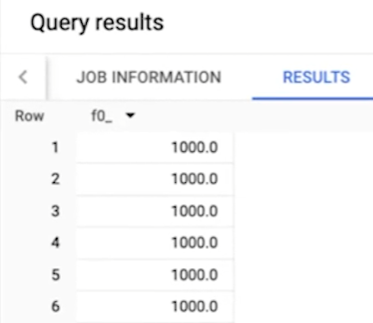 Query results
JOB INFORMATION RESULTS
Row f0_
1 1000.0
2 1000.0
3 1000.0
4 1000.0
5 1000.0
6 1000.0